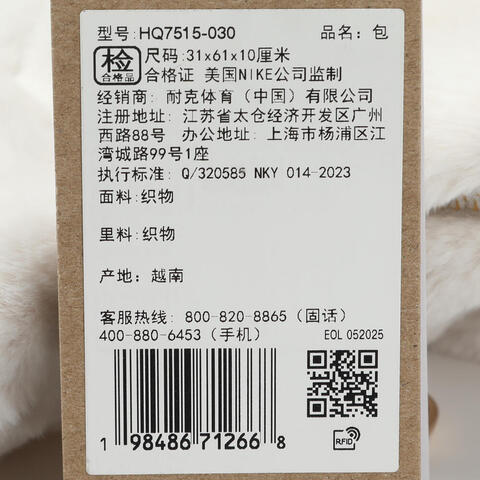 型号: HQ7515-030 品名: 包
检 合格品 尺码:31x61x10厘米
合格证 美国NIKE公司监制
经销商: 耐克体育（中国）有限公司
注册地址: 江苏省太仓经济开发区广州
西路88号 办公地址: 上海市杨浦区江
湾城路99号1座
执行标准: Q/320585 NKY 014-2023
面料:织物
里料:织物
产地: 越南
客服热线: 800-820-8865 (固话)
400-880-6453 (手机) EOL 052025
1 98486 71266 8
RFID